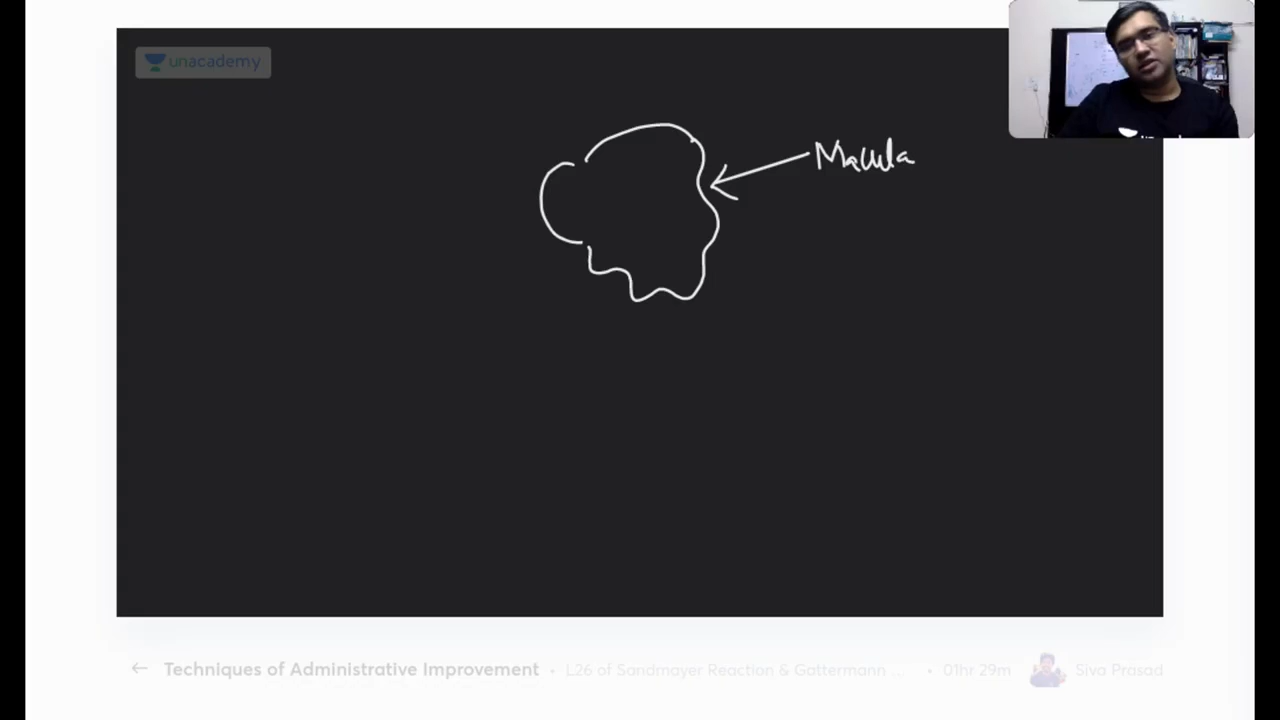 unacademy
Macula
Techniques of Administrative Improvement • L26 of Sandmayer Reaction & Gattermann ... • 01hr 29m Siva Prasad